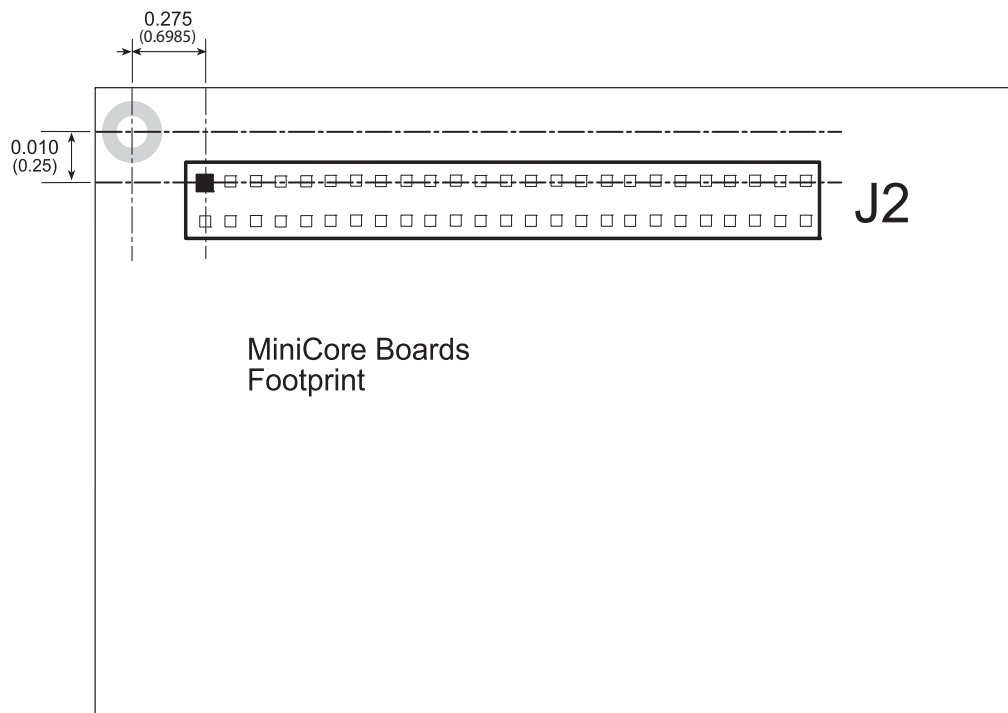 0.275
(0.6985)
0.010
(0.25)
J2
MiniCore Boards
Footprint